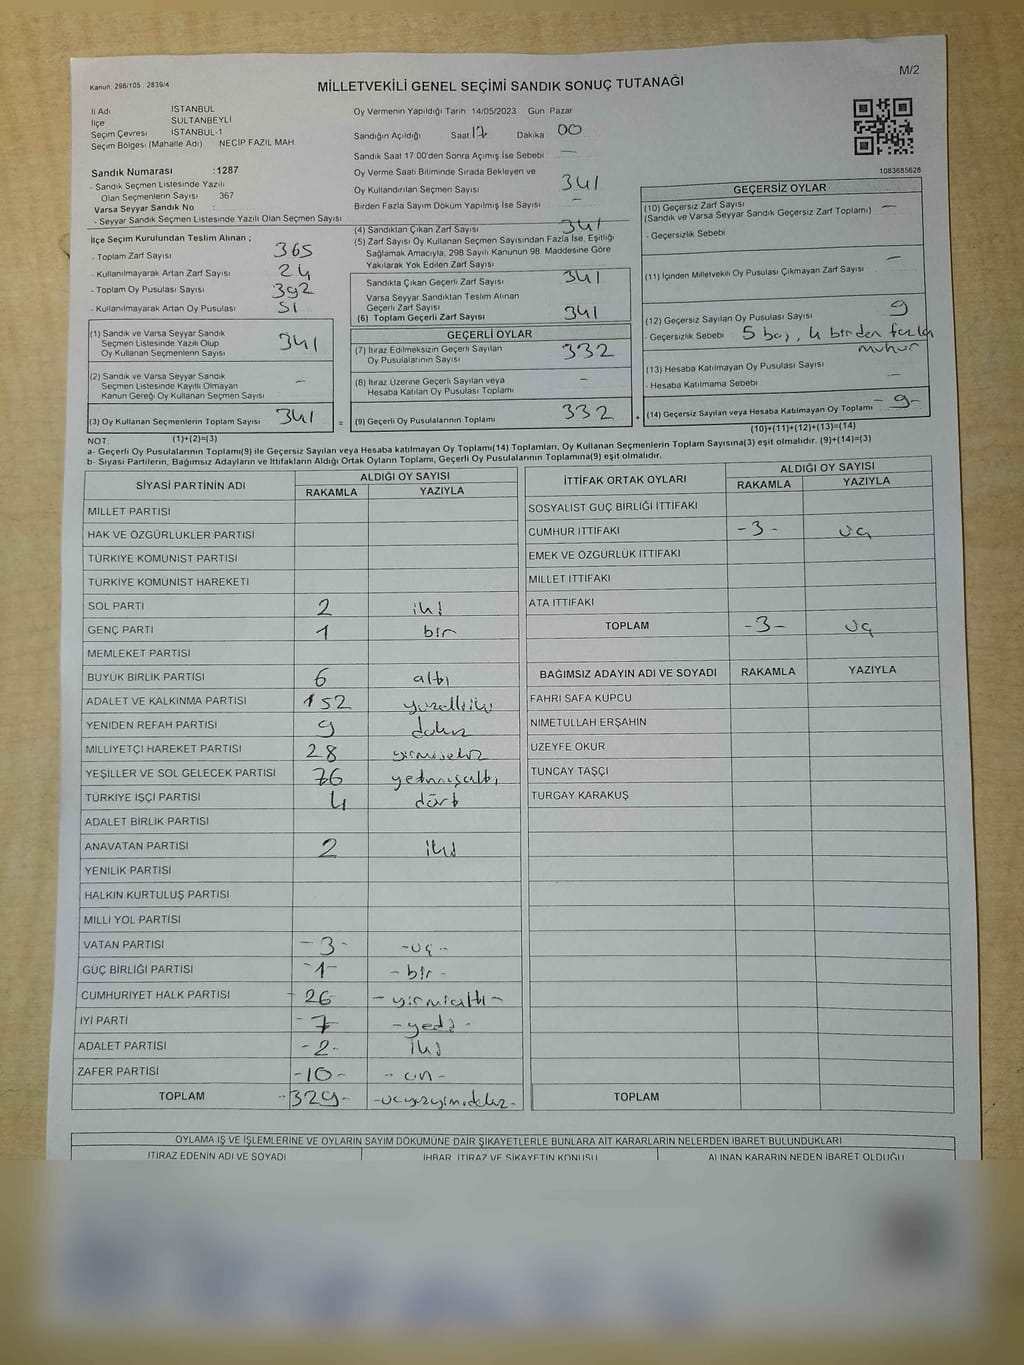 Kanun. 298/105 . 2839/4
MİLLETVEKİLİ GENEL SEÇİMİ SANDIK SONUÇ TUTANAĞI
M/2
İl Adı İSTANBUL
İlçe SULTANBEYLİ
Seçim Çevresi İSTANBUL-1
Seçim Bölgesi (Mahalle Adı) NECİP FAZIL MAH.
Oy Vermenin Yapıldığı Tarih 14/05/2023 Gün Pazar
Sandığın Açıldığı Saat 17 Dakika 00
Sandık Saat 17:00'den Sonra Açımış İse Sebebi —
Oy Verme Saati Bitiminde Sırada Bekleyen ve
Oy Kullandırılan Seçmen Sayısı 341
Birden Fazla Sayım Döküm Yapılmış İse Sayısı —
1083685628
Sandık Numarası :1287
- Sandık Seçmen Listesinde Yazılı
Olan Seçmenlerin Sayısı 367
Varsa Seyyar Sandık No :
- Seyyar Sandık Seçmen Listesinde Yazılı Olan Seçmen Sayısı
İlçe Seçim Kurulundan Teslim Alınan ;
- Toplam Zarf Sayısı 365
- Kullanılmayarak Artan Zarf Sayısı 24
- Toplam Oy Pusulası Sayısı 392
- Kullanılmayarak Artan Oy Pusulası 51
(1) Sandık ve Varsa Seyyar Sandık
Seçmen Listesinde Yazılı Olup
Oy Kullanan Seçmenlerin Sayısı 341
(2) Sandık ve Varsa Seyyar Sandık
Seçmen Listesinde Kayıtlı Olmayan
Kanun Gereği Oy Kullanan Seçmen Sayısı —
(3) Oy Kullanan Seçmenlerin Toplam Sayısı 341 =
(4) Sandıktan Çıkan Zarf Sayısı 341
(5) Zarf Sayısı Oy Kullanan Seçmen Sayısından Fazla İse, Eşitliği
Sağlamak Amacıyla, 298 Sayılı Kanunun 98. Maddesine Göre
Yakılarak Yok Edilen Zarf Sayısı
Sandıkta Çıkan Geçerli Zarf Sayısı 341
Varsa Seyyar Sandıktan Teslim Alınan
Geçerli Zarf Sayısı
(6) Toplam Geçerli Zarf Sayısı 341
GEÇERLİ OYLAR
(7) İtiraz Edilmeksizin Geçerli Sayılan
Oy Pusulalarının Sayısı 332
(8) İtiraz Üzerine Geçerli Sayılan veya
Hesaba Katılan Oy Pusulası Toplamı —
(9) Geçerli Oy Pusulalarının Toplamı 332
GEÇERSİZ OYLAR
(10) Geçersiz Zarf Sayısı —
(Sandık ve Varsa Seyyar Sandık Geçersiz Zarf Toplamı)
- Geçersizlik Sebebi
(11) İçinden Milletvekili Oy Pusulası Çıkmayan Zarf Sayısı —
(12) Geçersiz Sayılan Oy Pusulası Sayısı 9
- Geçersizlik Sebebi 5 boş, 4 birden fazla
mühür
(13) Hesaba Katılmayan Oy Pusulası Sayısı —
- Hesaba Katılmama Sebebi
(14) Geçersiz Sayılan veya Hesaba Katılmayan Oy Toplamı -9-
NOT: (1)+(2)=(3)
(10)+(11)+(12)+(13)=(14)
a- Geçerli Oy Pusulalarının Toplamı(9) ile Geçersiz Sayılan veya Hesaba katılmayan Oy Toplamı(14) Toplamları, Oy Kullanan Seçmenlerin Toplam Sayısına(3) eşit olmalıdır. (9)+(14)=(3)
b- Siyasi Partilerin, Bağımsız Adayların ve İttifakların Aldığı Ortak Oyların Toplamı, Geçerli Oy Pusulalarının Toplamına(9) eşit olmalıdır.
SİYASİ PARTİNİN ADI ALDIĞI OY SAYISI
RAKAMLA YAZIYLA
MİLLET PARTİSİ
HAK VE ÖZGÜRLÜKLER PARTİSİ
TÜRKİYE KOMÜNİST PARTİSİ
TÜRKİYE KOMÜNİST HAREKETİ
SOL PARTİ 2 iki
GENÇ PARTİ 1 bir
MEMLEKET PARTİSİ
BÜYÜK BİRLİK PARTİSİ 6 altı
ADALET VE KALKINMA PARTİSİ 152 yüzelliiki
YENİDEN REFAH PARTİSİ 9 dokuz
MİLLİYETÇİ HAREKET PARTİSİ 28 yirmisekiz
YEŞİLLER VE SOL GELECEK PARTİSİ 76 yetmişaltı
TÜRKİYE İŞÇİ PARTİSİ 4 dört
ADALET BİRLİK PARTİSİ
ANAVATAN PARTİSİ 2 iki
YENİLİK PARTİSİ
HALKIN KURTULUŞ PARTİSİ
MİLLİ YOL PARTİSİ
VATAN PARTİSİ -3- -üç-
GÜÇ BİRLİĞİ PARTİSİ -1- -bir-
CUMHURİYET HALK PARTİSİ - 26 -yirmialtı-
İYİ PARTİ -7 -yedi-
ADALET PARTİSİ -2- iki
ZAFER PARTİSİ -10- -on-
TOPLAM -329- -üçyüzyirmidokuz-
İTTİFAK ORTAK OYLARI ALDIĞI OY SAYISI
RAKAMLA YAZIYLA
SOSYALİST GÜÇ BİRLİĞİ İTTİFAKI
CUMHUR İTTİFAKI -3- üç
EMEK VE ÖZGÜRLÜK İTTİFAKI
MİLLET İTTİFAKI
ATA İTTİFAKI
TOPLAM -3- üç
BAĞIMSIZ ADAYIN ADI VE SOYADI RAKAMLA YAZIYLA
FAHRİ SAFA KÜPCÜ
NİMETULLAH ERŞAHİN
ÜZEYFE OKUR
TUNCAY TAŞÇI
TURGAY KARAKUŞ
TOPLAM
OYLAMA İŞ VE İŞLEMLERİNE VE OYLARIN SAYIM DÖKÜMÜNE DAİR ŞİKAYETLERLE BUNLARA AİT KARARLARIN NELERDEN İBARET BULUNDUKLARI
İTİRAZ EDENİN ADI VE SOYADI İHBAR, İTİRAZ VE ŞİKAYETİN KONUSU ALINAN KARARIN NEDEN İBARET OLDUĞU